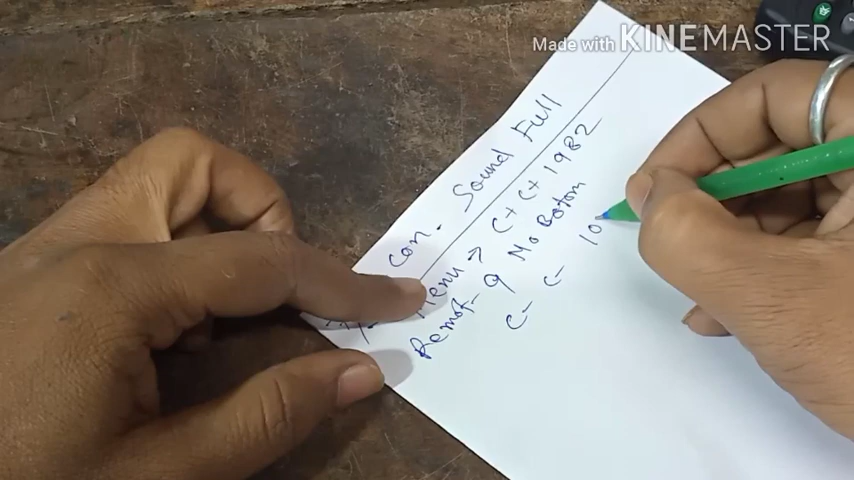 Made with KINEMASTER
con. Sound Full
Menu → C+ C+ 1982
Remot- 9 No Botom
C- C- 10